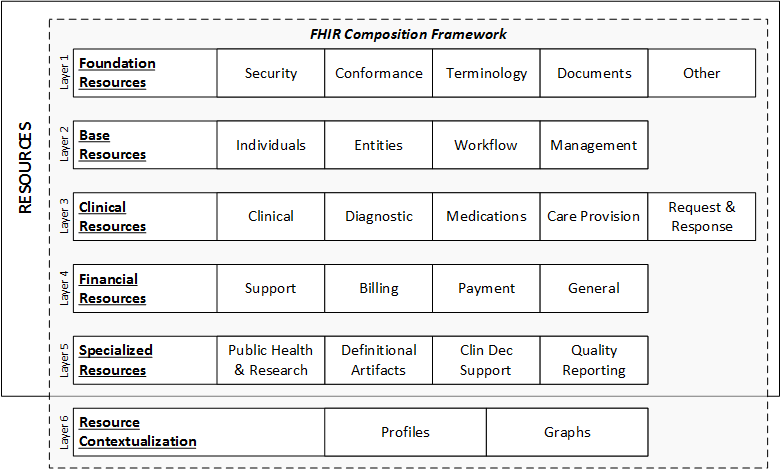 FHIR Composition Framework
RESOURCES
Layer 1
Foundation
Resources
Security
Conformance
Terminology
Documents
Other
Layer 2
Base
Resources
Individuals
Entities
Workflow
Management
Layer 3
Clinical
Resources
Clinical
Diagnostic
Medications
Care Provision
Request &
Response
Layer 4
Financial
Resources
Support
Billing
Payment
General
Layer 5
Specialized
Resources
Public Health
& Research
Definitional
Artifacts
Clin Dec
Support
Quality
Reporting
Layer 6
Resource
Contextualization
Profiles
Graphs